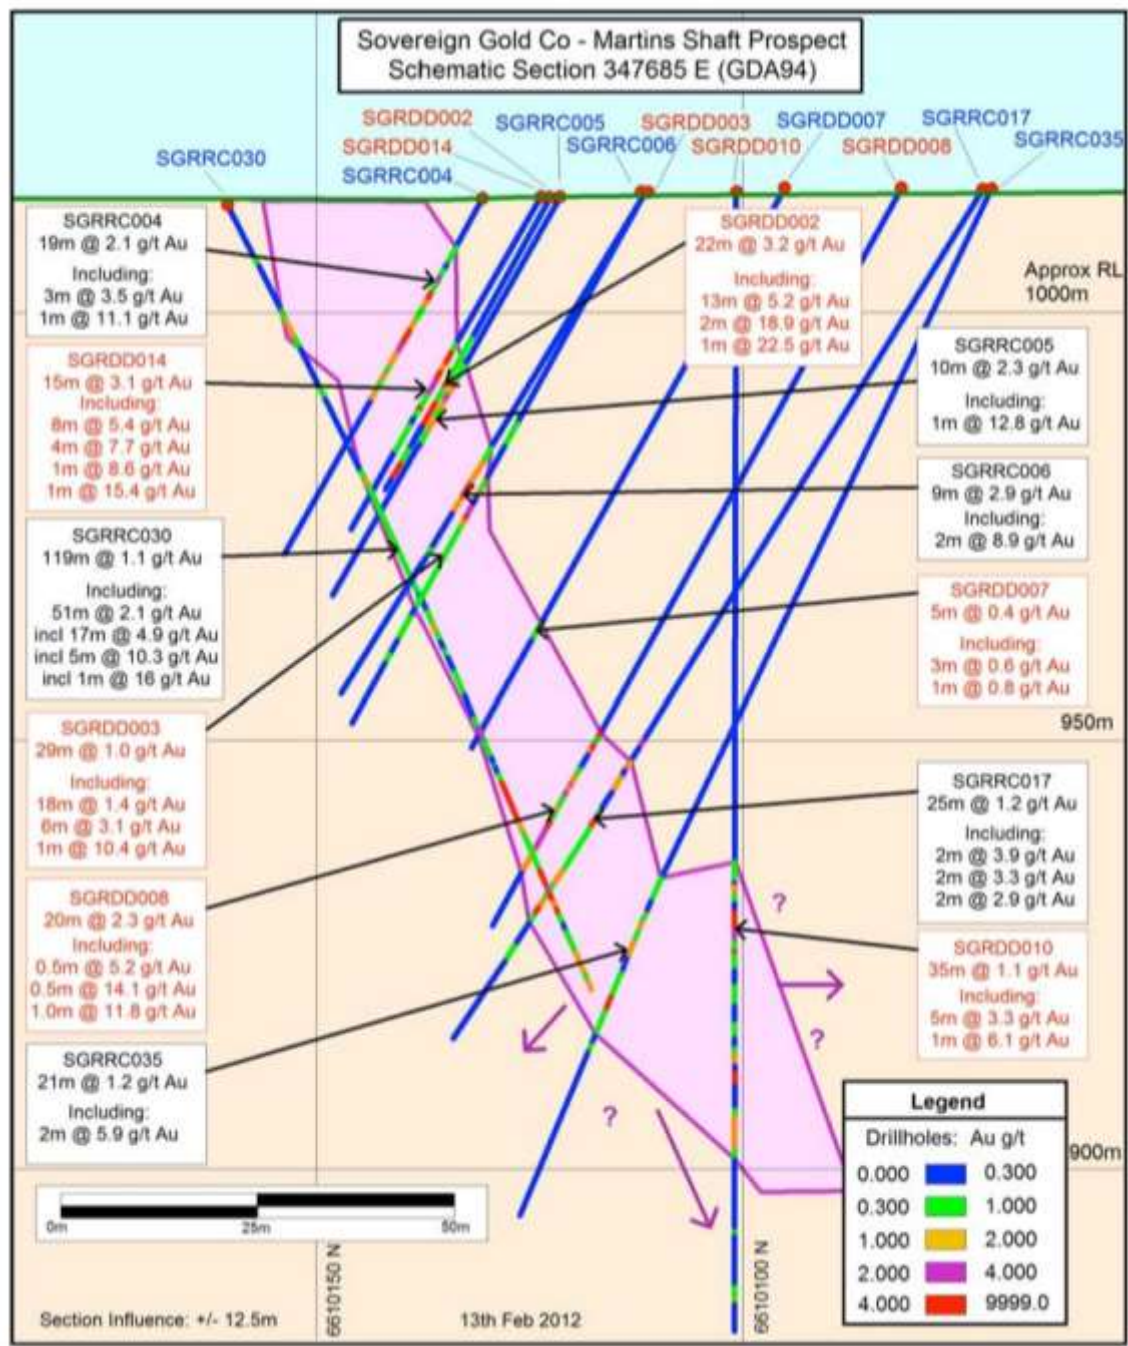 Sovereign Gold Co - Martins Shaft Prospect
Schematic Section 347685 E (GDA94)
SGRDD002
SGRRC005
SGRDD003
SGRDD007
SGRRC017
SGRRC030
SGRDD014
SGRRC006
SGRDD010
SGRDD008
SGRRC035
SGRRC004
SGRRC004
19m @ 2.1 g/t Au
Including:
3m @ 3.5 g/t Au
1m @ 11.1 g/t Au
SGRDD014
15m @ 3.1 g/t Au
Including:
8m @ 5.4 g/t Au
4m @ 7.7 g/t Au
1m @ 8.6 g/t Au
1m @ 15.4 g/t Au
SGRRC030
119m @ 1.1 g/t Au
Including:
51m @ 2.1 g/t Au
incl 17m @ 4.9 g/t Au
incl 5m @ 10.3 g/t Au
incl 1m @ 16 g/t Au
SGRDD003
29m @ 1.0 g/t Au
Including:
18m @ 1.4 g/t Au
6m @ 3.1 g/t Au
1m @ 10.4 g/t Au
SGRDD008
20m @ 2.3 g/t Au
Including:
0.5m @ 5.2 g/t Au
0.5m @ 14.1 g/t Au
1.0m @ 11.8 g/t Au
SGRRC035
21m @ 1.2 g/t Au
Including:
2m @ 5.9 g/t Au
SGRDD002
22m @ 3.2 g/t Au
Including:
13m @ 5.2 g/t Au
2m @ 18.9 g/t Au
1m @ 22.5 g/t Au
Approx RL
1000m
SGRRC005
10m @ 2.3 g/t Au
Including:
1m @ 12.8 g/t Au
SGRRC006
9m @ 2.9 g/t Au
Including:
2m @ 8.9 g/t Au
SGRDD007
5m @ 0.4 g/t Au
Including:
3m @ 0.6 g/t Au
1m @ 0.8 g/t Au
950m
SGRRC017
25m @ 1.2 g/t Au
Including:
2m @ 3.9 g/t Au
2m @ 3.3 g/t Au
2m @ 2.9 g/t Au
SGRDD010
35m @ 1.1 g/t Au
Including:
5m @ 3.3 g/t Au
1m @ 6.1 g/t Au
?
?
?
900m
Legend
Drillholes: Au g/t
0.000 0.300
0.300 1.000
1.000 2.000
2.000 4.000
4.000 9999.0
0m 25m 50m
6610150 N
6610100 N
Section Influence: +/- 12.5m
13th Feb 2012